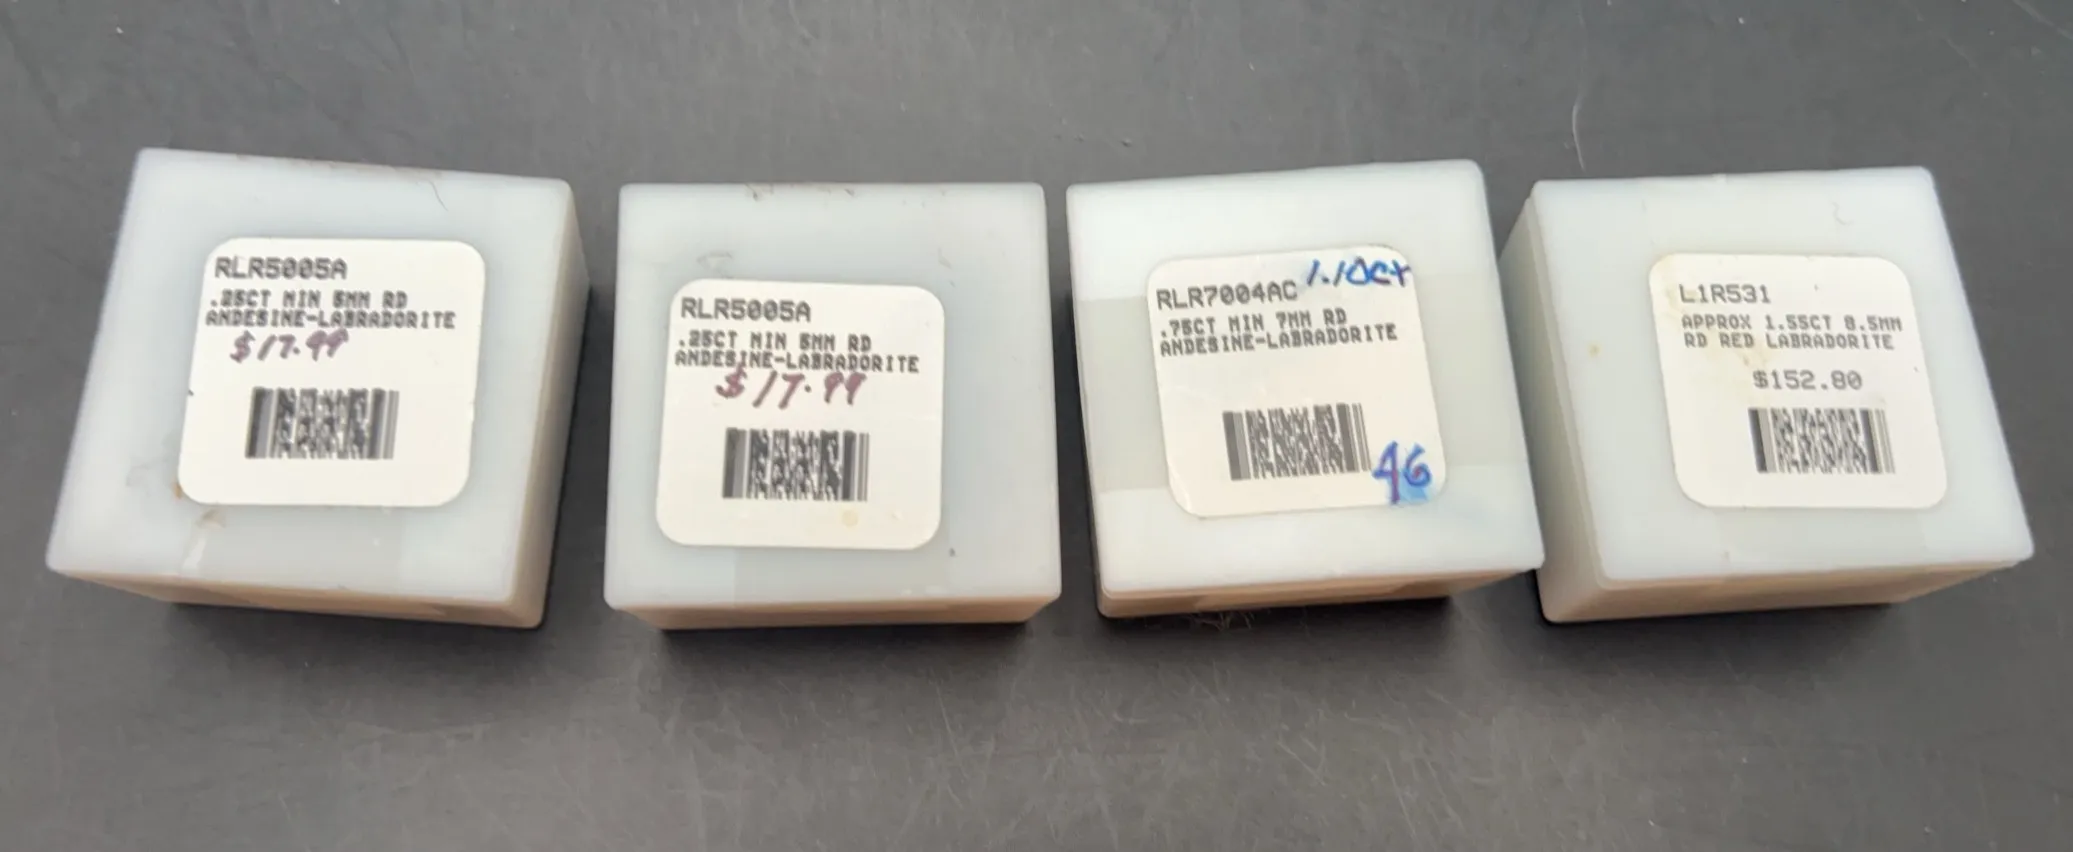 RLR5005A
.25CT MIN 5MM RD
ANDESINE-LABRADORITE
$17.99
RLR5005A
.25CT MIN 5MM RD
ANDESINE-LABRADORITE
$17.99
RLR7004AC 1.10ct
.75CT MIN 7MM RD
ANDESINE-LABRADORITE
46
L1R531
APPROX 1.55CT 8.5MM
RD RED LABRADORITE
$152.80